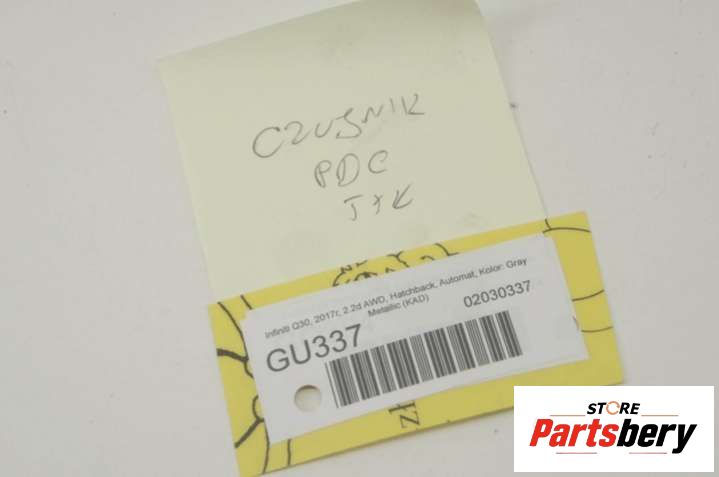 CZUJNIK
PDC
TYŁ
Infiniti Q30, 2017r, 2.2d AWD, Hatchback, Automat, Kolor: Gray
Metallic (KAD)
02030337
GU337
STORE
Partsbery